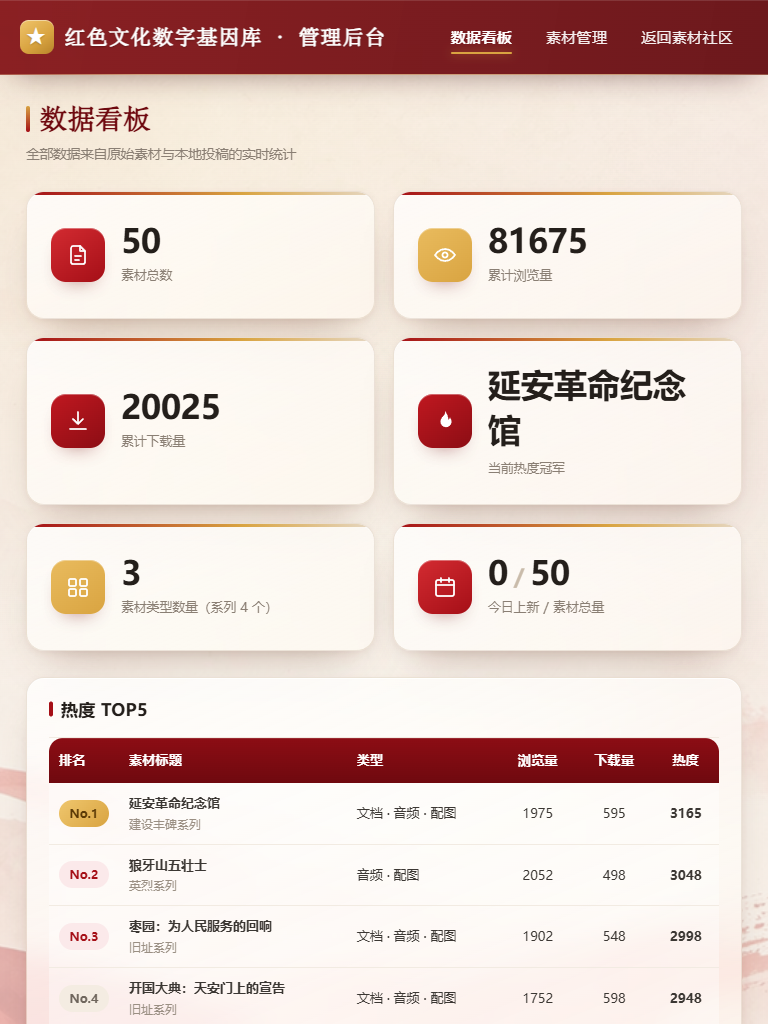 红色文化数字基因库 · 管理后台
数据看板 素材管理 返回素材社区
数据看板
全部数据来自原始素材与本地投稿的实时统计
50
素材总数
81675
累计浏览量
20025
累计下载量
延安革命纪念
馆
当前热度冠军
3
素材类型数量（系列 4 个）
0 / 50
今日上新 / 素材总量
热度 TOP5
排名 素材标题 类型 浏览量 下载量 热度
No.1 延安革命纪念馆 文档 · 音频 · 配图 1975 595 3165
建设丰碑系列
No.2 狼牙山五壮士 音频 · 配图 2052 498 3048
英烈系列
No.3 枣园：为人民服务的回响 文档 · 音频 · 配图 1902 548 2998
旧址系列
No.4 开国大典：天安门上的宣告 文档 · 音频 · 配图 1752 598 2948
旧址系列